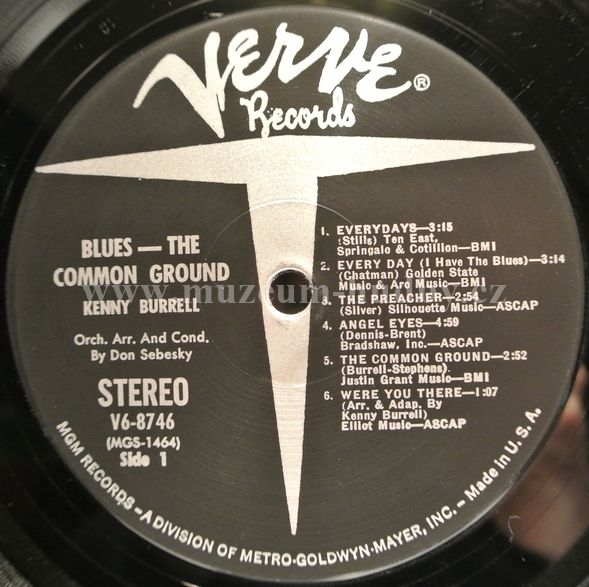 Verve ®
Records
BLUES — THE
COMMON GROUND
KENNY BURRELL
Orch. Arr. And Cond.
By Don Sebesky
STEREO
V6-8746
(MGS-1464)
Side 1
1. EVERYDAYS—3:15
(Stills) Ten East,
Springalo & Cotillion—BMI
2. EVERY DAY (I Have The Blues)—3:14
(Chatman) Golden State
Music & Arc Music—BMI
3. THE PREACHER—2:54
(Silver) Silhouette Music—ASCAP
4. ANGEL EYES—4:59
(Dennis-Brent)
Bradshaw, Inc.—ASCAP
5. THE COMMON GROUND—2:52
(Burrell-Stephens)
Justin Grant Music—BMI
6. WERE YOU THERE—1:07
(Arr. & Adap. By
Kenny Burrell)
Elliot Music—ASCAP
MGM RECORDS—A DIVISION OF METRO-GOLDWYN-MAYER, INC.—Made in U.S.A.